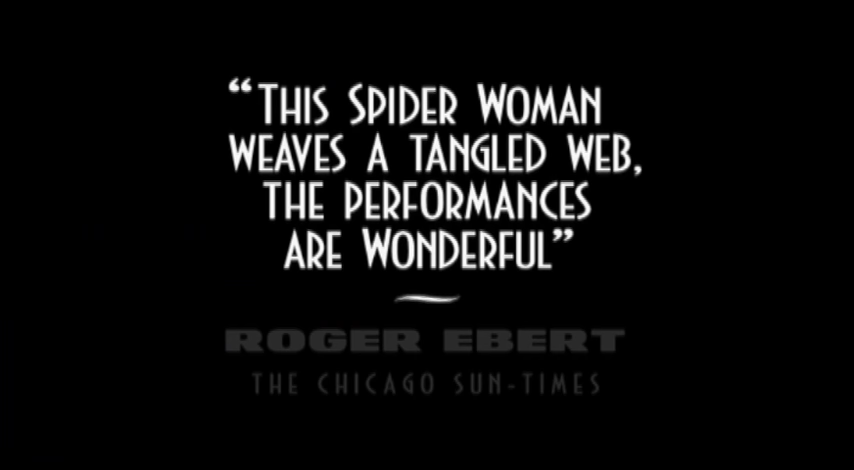 “THIS SPIDER WOMAN
WEAVES A TANGLED WEB,
THE PERFORMANCES
ARE WONDERFUL”
ROGER EBERT
THE CHICAGO SUN-TIMES